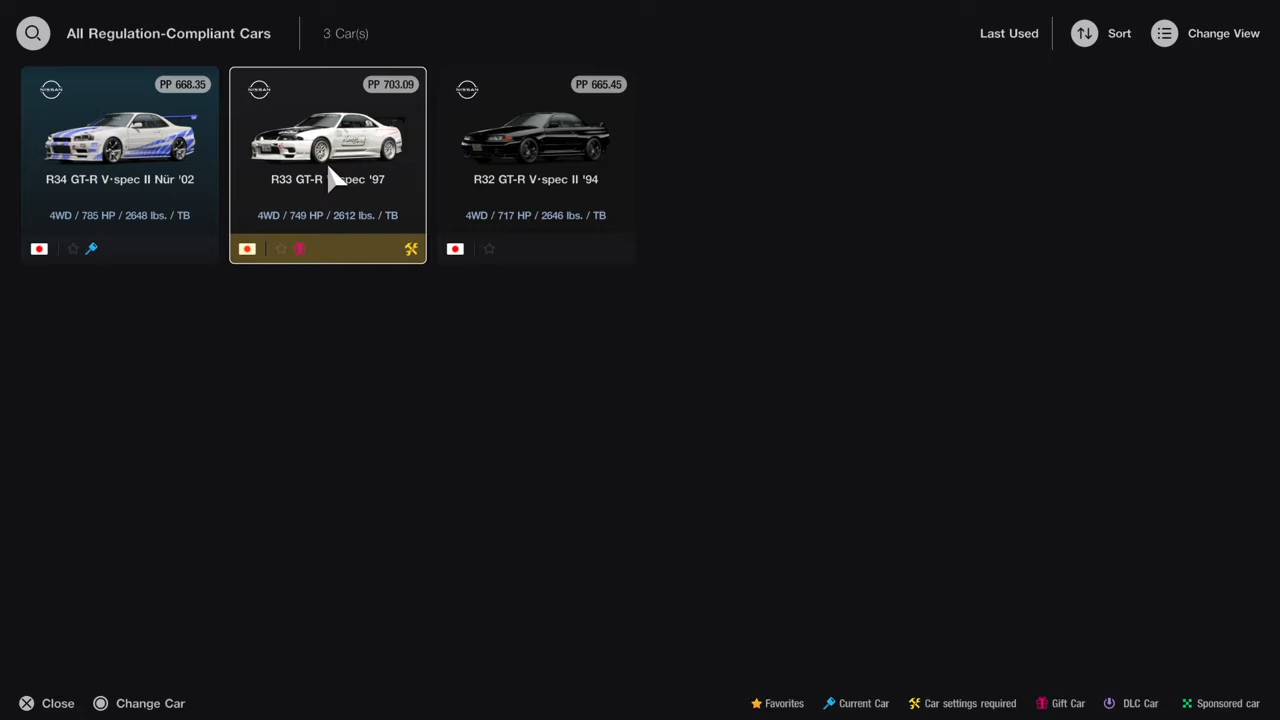 All Regulation-Compliant Cars
3 Car(s)
Last Used
Sort
Change View
NISSAN
PP 668.35
R34 GT-R V·spec II Nür '02
4WD / 785 HP / 2648 lbs. / TB
NISSAN
PP 703.09
R33 GT-R spec '97
4WD / 749 HP / 2612 lbs. / TB
NISSAN
PP 665.45
R32 GT-R V·spec II '94
4WD / 717 HP / 2646 lbs. / TB
Close
Change Car
Favorites
Current Car
Car settings required
Gift Car
DLC Car
Sponsored car